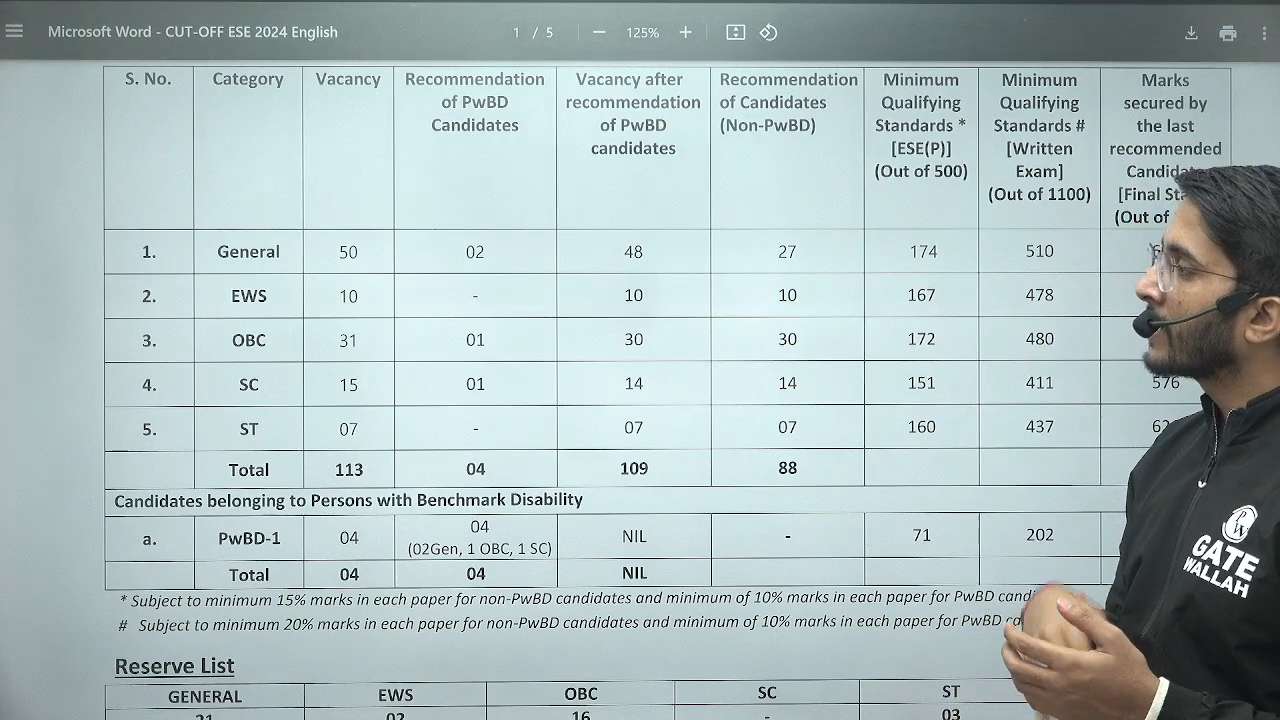 Microsoft Word - CUT-OFF ESE 2024 English
1 / 5
125%
S. No. Category Vacancy Recommendation of PwBD Candidates Vacancy after recommendation of PwBD candidates Recommendation of Candidates (Non-PwBD) Minimum Qualifying Standards * [ESE(P)] (Out of 500) Minimum Qualifying Standards # [Written Exam] (Out of 1100) Marks secured by the last recommended [Final (Out of
1. General 50 02 48 27 174 510
2. EWS 10 - 10 10 167 478
3. OBC 31 01 30 30 172 480
4. SC 15 01 14 14 151 411 576
5. ST 07 - 07 07 160 437
Total 113 04 109 88
Candidates belonging to Persons with Benchmark Disability
a. PwBD-1 04 04 (02Gen, 1 OBC, 1 SC) NIL - 71 202
Total 04 04 NIL
* Subject to minimum 15% marks in each paper for non-PwBD candidates and minimum of 10% marks in each paper for PwBD
# Subject to minimum 20% marks in each paper for non-PwBD candidates and minimum of 10% marks in each paper for PwBD
Reserve List
GENERAL EWS OBC SC ST
21 02 16 - 03
PW
GATE
WALLAH